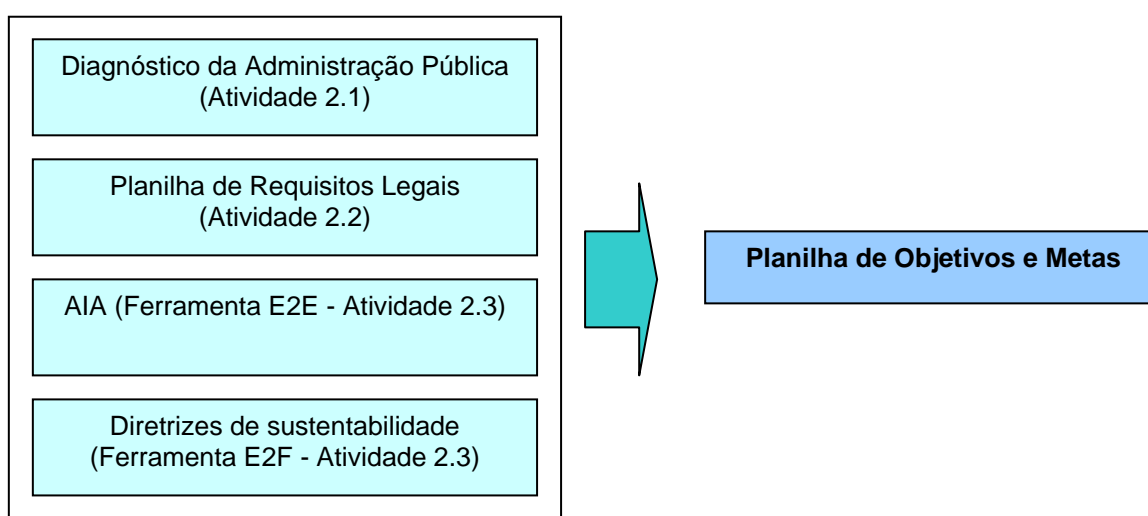 Diagnóstico da Administração Pública
(Atividade 2.1)
Planilha de Requisitos Legais
(Atividade 2.2)
AIA (Ferramenta E2E - Atividade 2.3)
Diretrizes de sustentabilidade
(Ferramenta E2F - Atividade 2.3)
Planilha de Objetivos e Metas